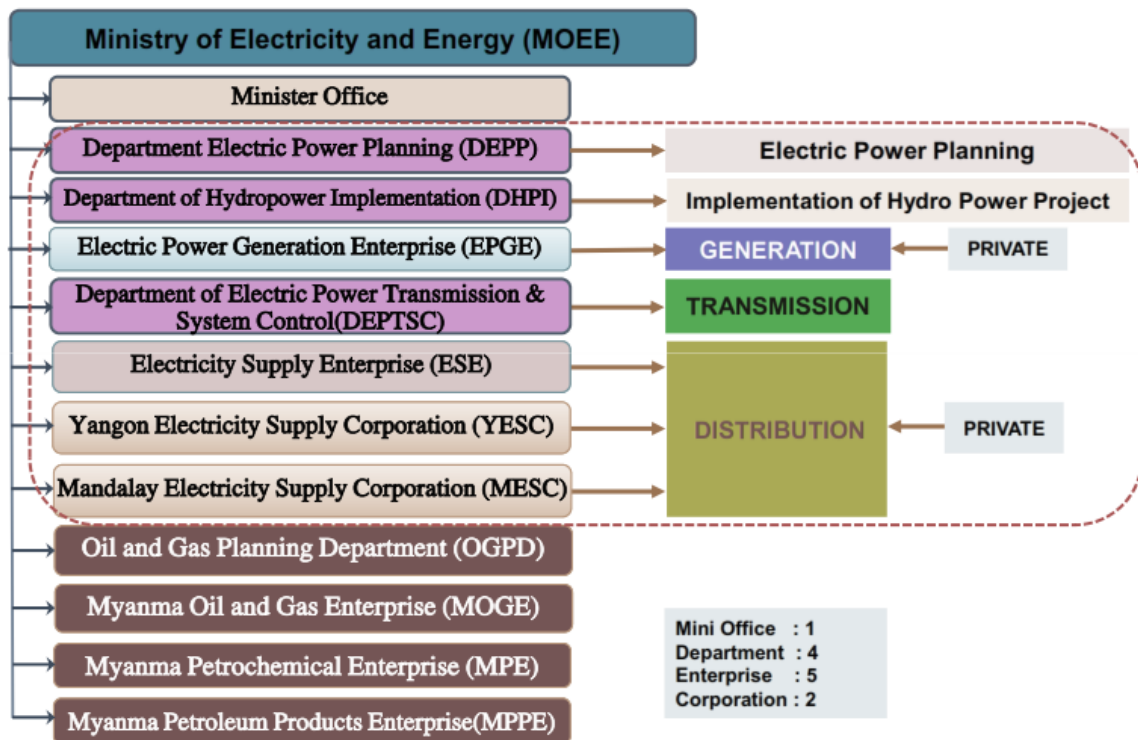 Ministry of Electricity and Energy (MOEE)
Minister Office
Department Electric Power Planning (DEPP)
Electric Power Planning
Department of Hydropower Implementation (DHPI)
Implementation of Hydro Power Project
Electric Power Generation Enterprise (EPGE)
GENERATION
PRIVATE
Department of Electric Power Transmission &
System Control(DEPTSC)
TRANSMISSION
Electricity Supply Enterprise (ESE)
Yangon Electricity Supply Corporation (YESC)
DISTRIBUTION
PRIVATE
Mandalay Electricity Supply Corporation (MESC)
Oil and Gas Planning Department (OGPD)
Myanma Oil and Gas Enterprise (MOGE)
Myanma Petrochemical Enterprise (MPE)
Myanma Petroleum Products Enterprise(MPPE)
Mini Office : 1
Department : 4
Enterprise : 5
Corporation : 2